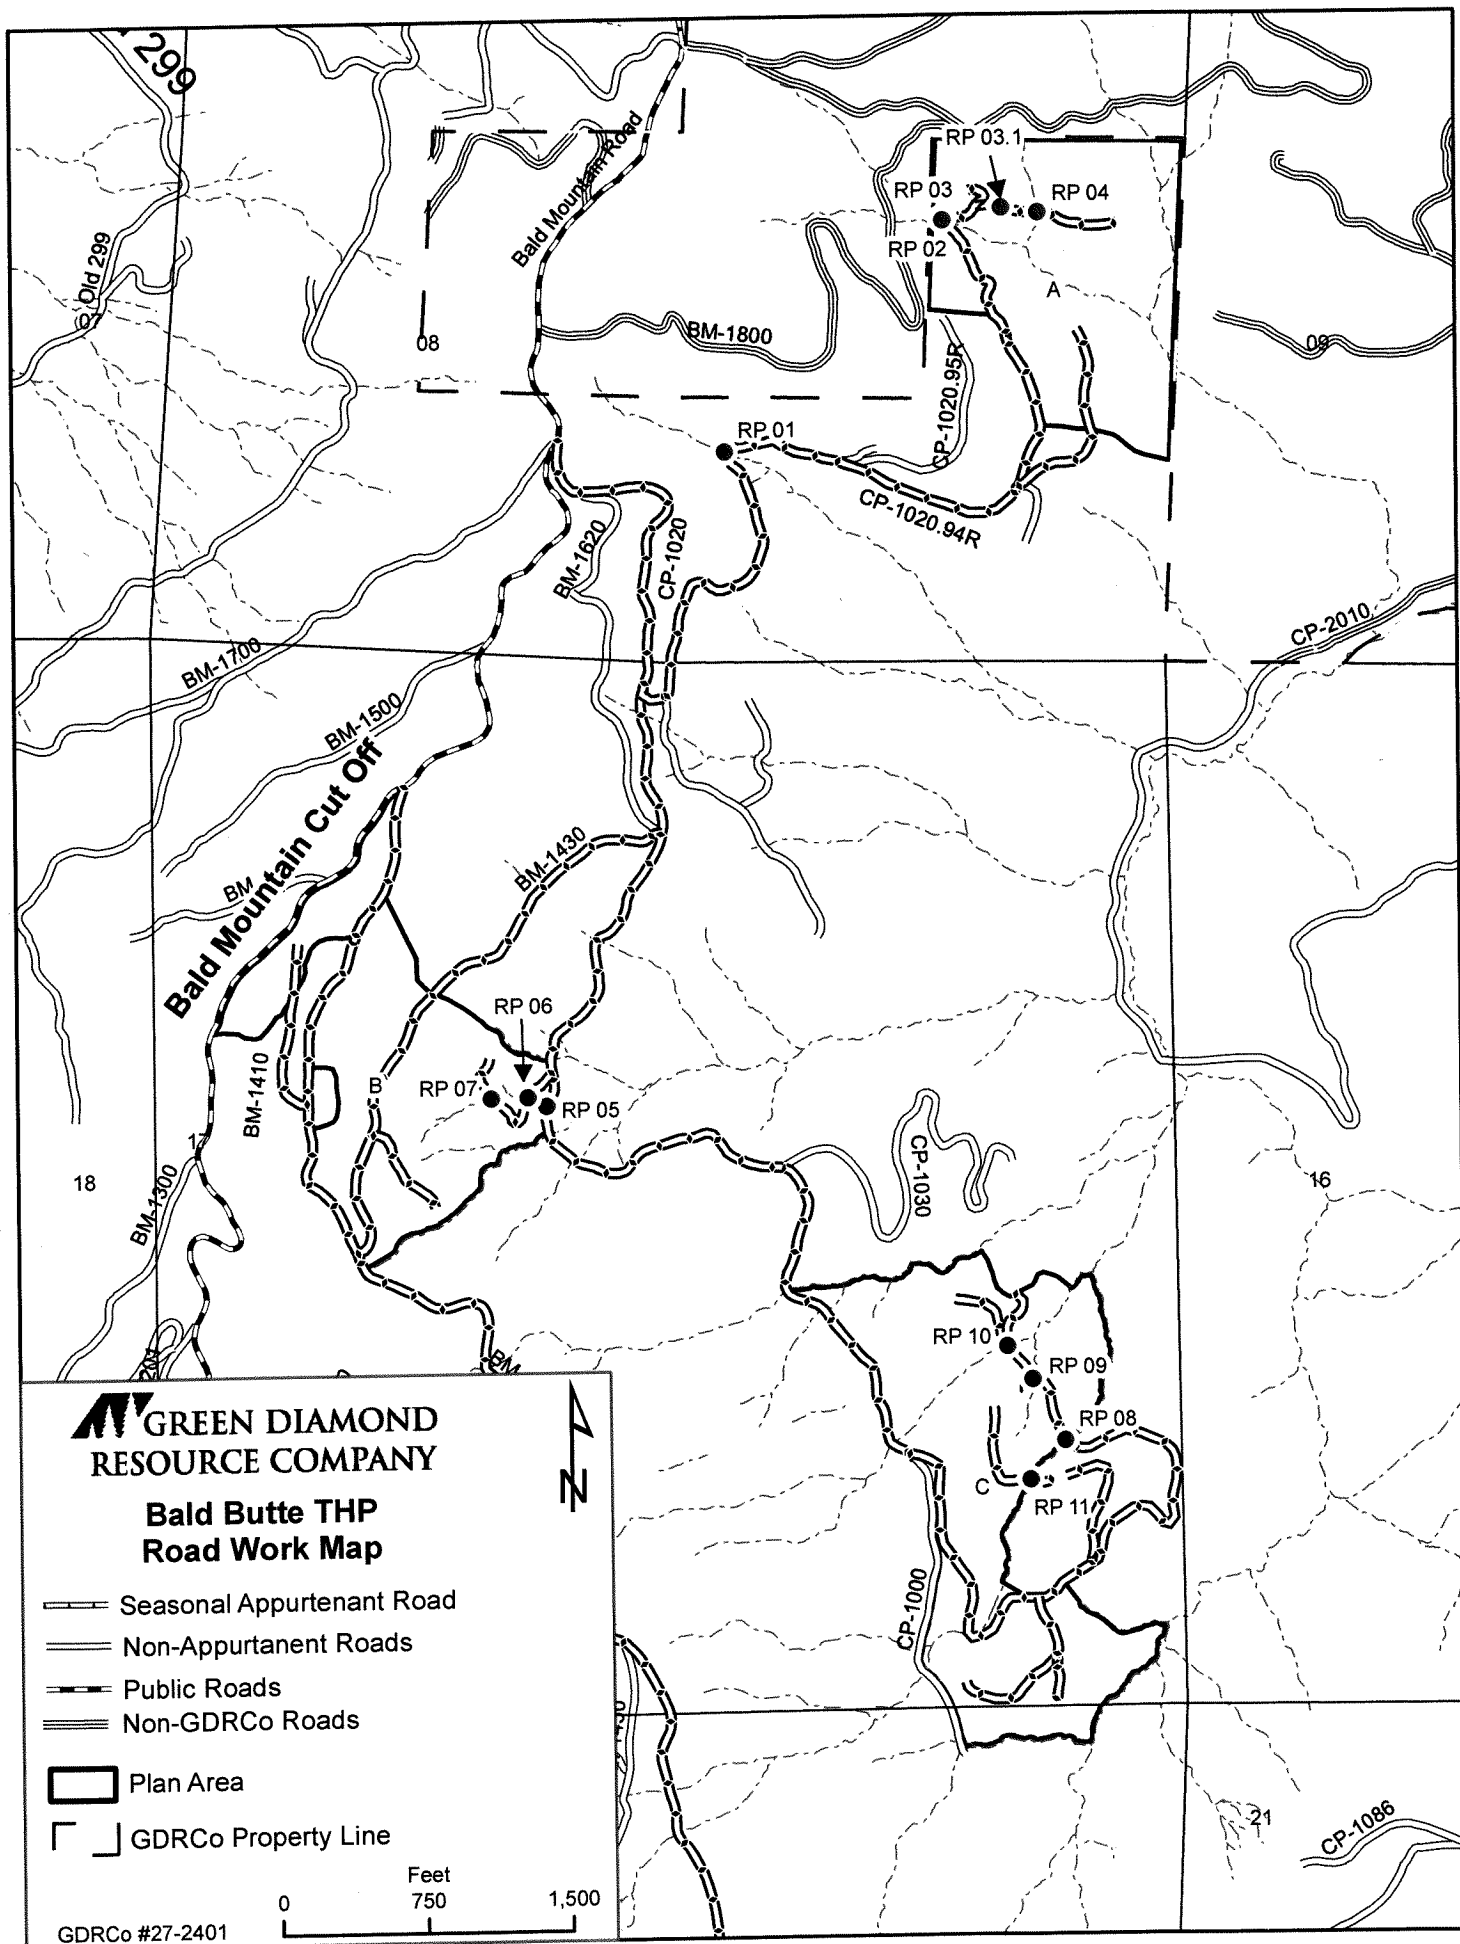 299
Bald Mountain Road
RP 03.1
RP 03
RP 04
RP 02
A
Old 299
07
08
BM-1800
09
CP-1020.95R
RP 01
CP-1020.94R
BM-1620
CP-1020
CP-2010
BM-1700
BM-1500
Bald Mountain Cut Off
BM-1430
BM
RP 06
BM-1410
B
RP 07
RP 05
17
18
BM-1300
CP-1030
16
RP 10
RP 09
RP 08
C
RP 11
BM
CP-1000
21
CP-1086
GREEN DIAMOND
RESOURCE COMPANY
N
Bald Butte THP
Road Work Map
Seasonal Appurtenant Road
Non-Appurtanent Roads
Public Roads
Non-GDRCo Roads
Plan Area
GDRCo Property Line
Feet
0 750 1,500
GDRCo #27-2401